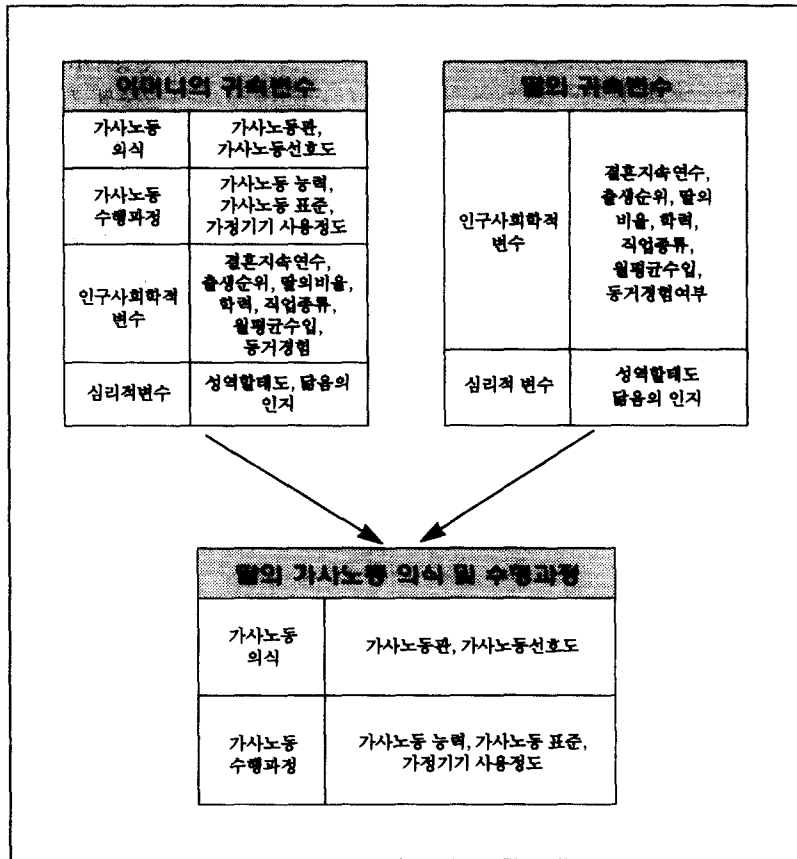 어머니의 귀속변수
가사노동
의식
가사노동관,
가사노동선호도
가사노동
수행과정
가사노동 능력,
가사노동 표준,
가정기기 사용정도
인구사회학적
변수
결혼지속연수,
출생순위, 딸의비율,
학력, 직업종류,
월평균수입,
동거경험
심리적변수
성역할태도, 닮음의
인지
딸의 귀속변수
인구사회학적
변수
결혼지속연수,
출생순위, 딸의
비율, 학력,
직업종류,
월평균수입,
동거경험여부
심리적 변수
성역할태도
닮음의 인지
딸의 가사노동 의식 및 수행과정
가사노동
의식
가사노동관, 가사노동선호도
가사노동
수행과정
가사노동 능력, 가사노동 표준,
가정기기 사용정도